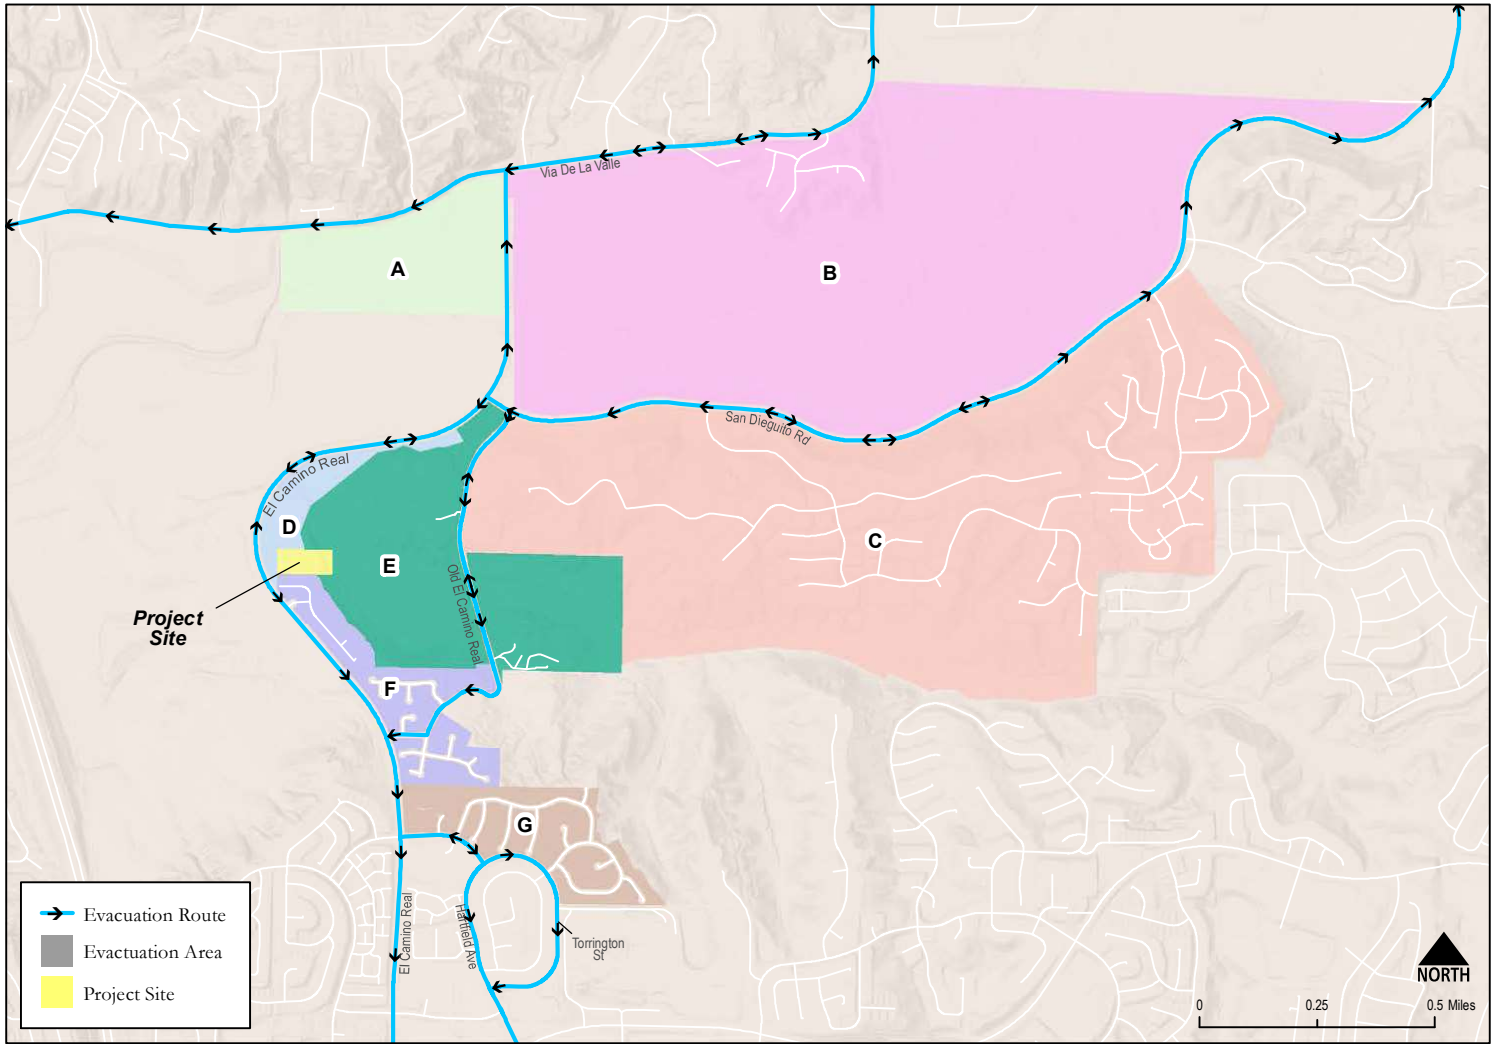 Via De La Valle
A
B
San Dieguito Rd
El Camino Real
D
C
E
Old El Camino Real
Project
Site
F
G
El Camino Real
Hartfield Ave
Torrington
St
Evacuation Route
Evactuation Area
Project Site
NORTH
0
0.25
0.5 Miles